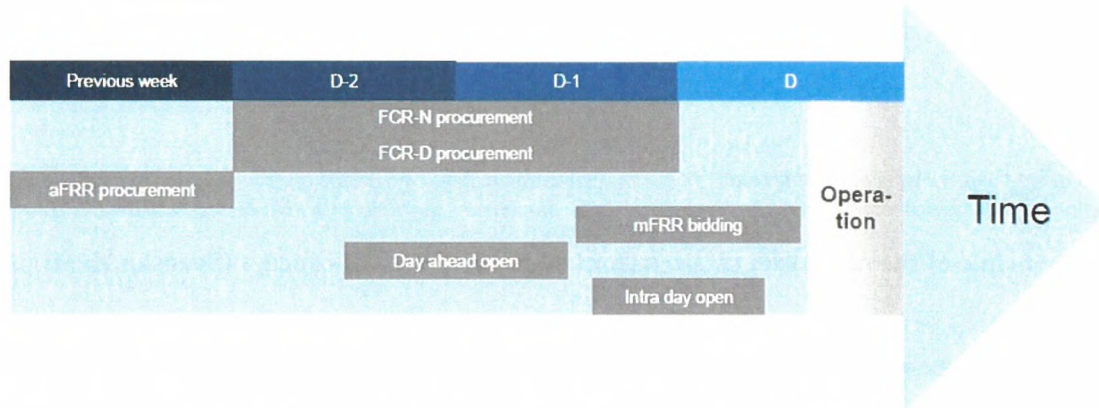 Previous week D-2 D-1 D
FCR-N procurement
FCR-D procurement
aFRR procurement
Opera-
tion
Time
mFRR bidding
Day ahead open
Intra day open